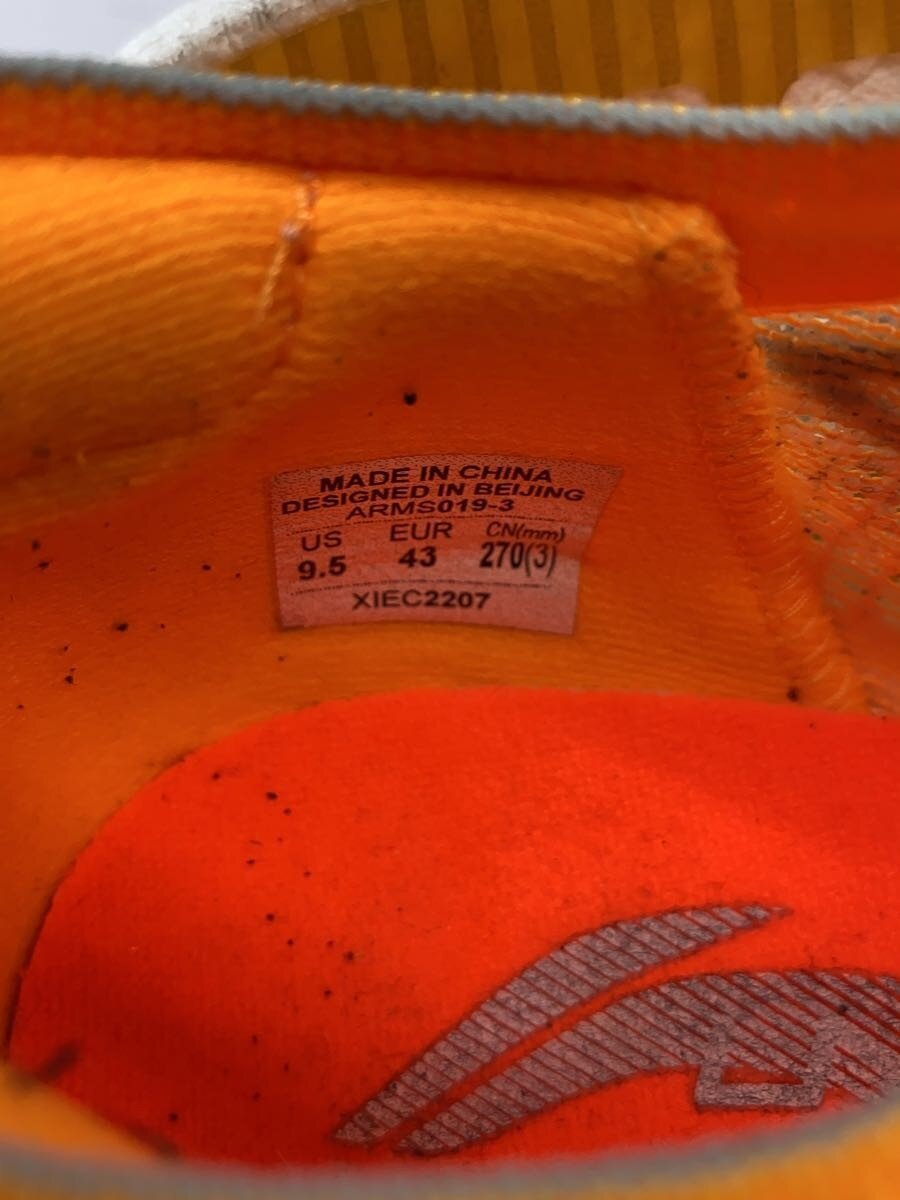 MADE IN CHINA
DESIGNED IN BEIJING
ARMS019-3
US EUR CN(mm)
9.5 43 270(3)
XIEC2207